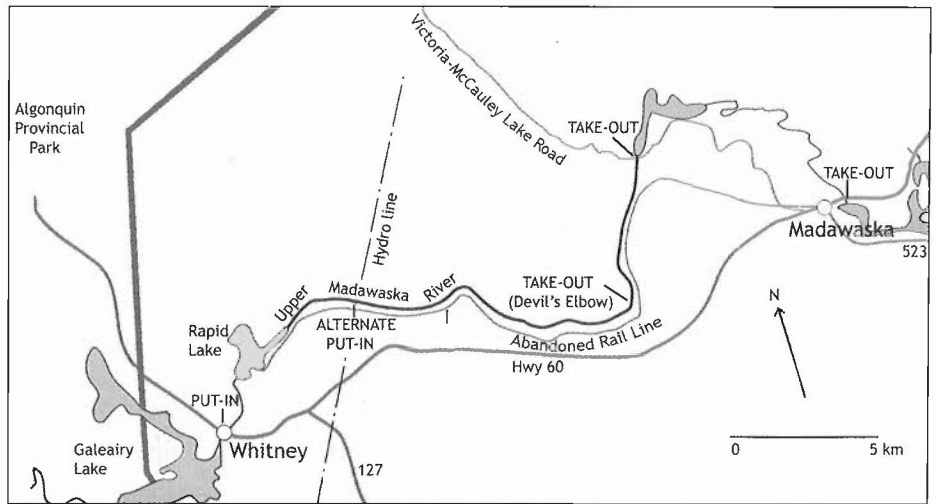 Algonquin
Provincial
Park
Victoria-McCauley Lake Road
TAKE-OUT
TAKE-OUT
Madawaska
523
Hydro line
Upper Madawaska River
TAKE-OUT
(Devil's Elbow)
N
Rapid
Lake
ALTERNATE
PUT-IN
Abandoned Rail Line
Hwy 60
PUT-IN
Whitney
Galeairy
Lake
127
0 5 km